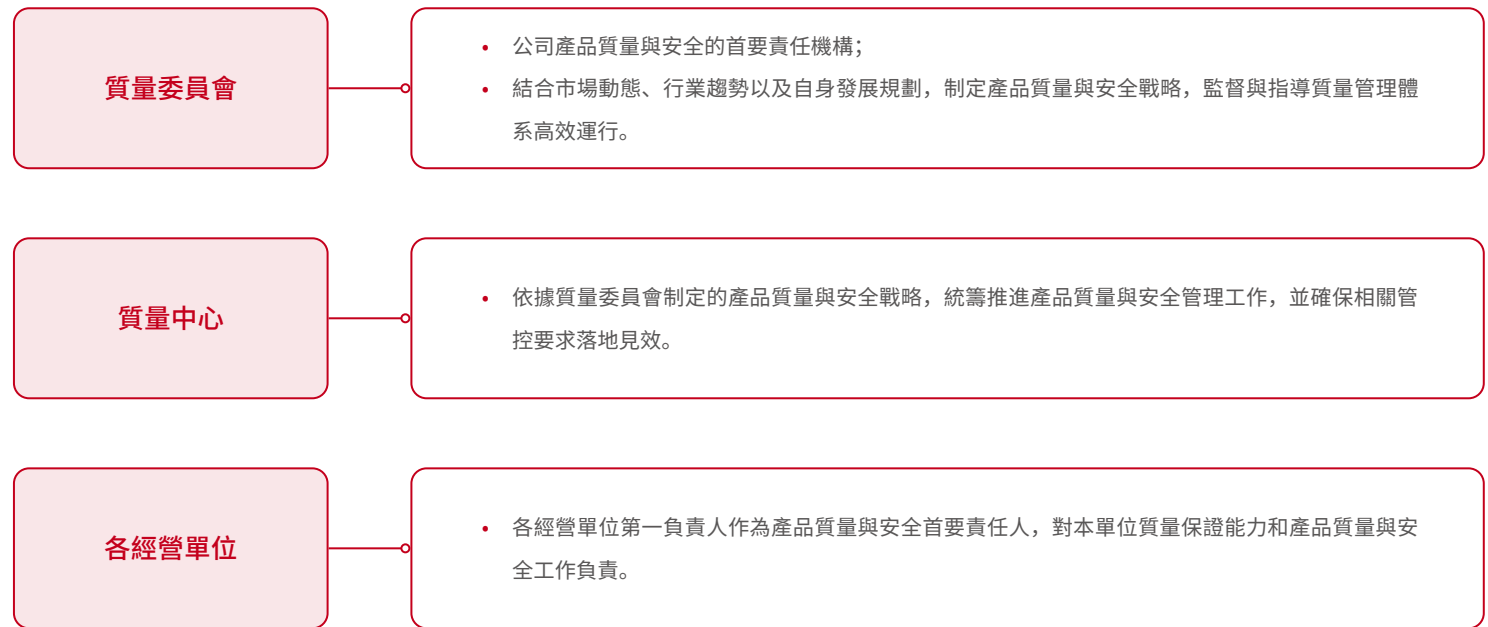 質量委員會
• 公司產品質量與安全的首要責任機構；
• 結合市場動態、行業趨勢以及自身發展規劃，制定產品質量與安全戰略，監督與指導質量管理體
系高效運行。
質量中心
• 依據質量委員會制定的產品質量與安全戰略，統籌推進產品質量與安全管理工作，並確保相關管
控要求落地見效。
各經營單位
• 各經營單位第一負責人作為產品質量與安全首要責任人，對本單位質量保證能力和產品質量與安
全工作負責。